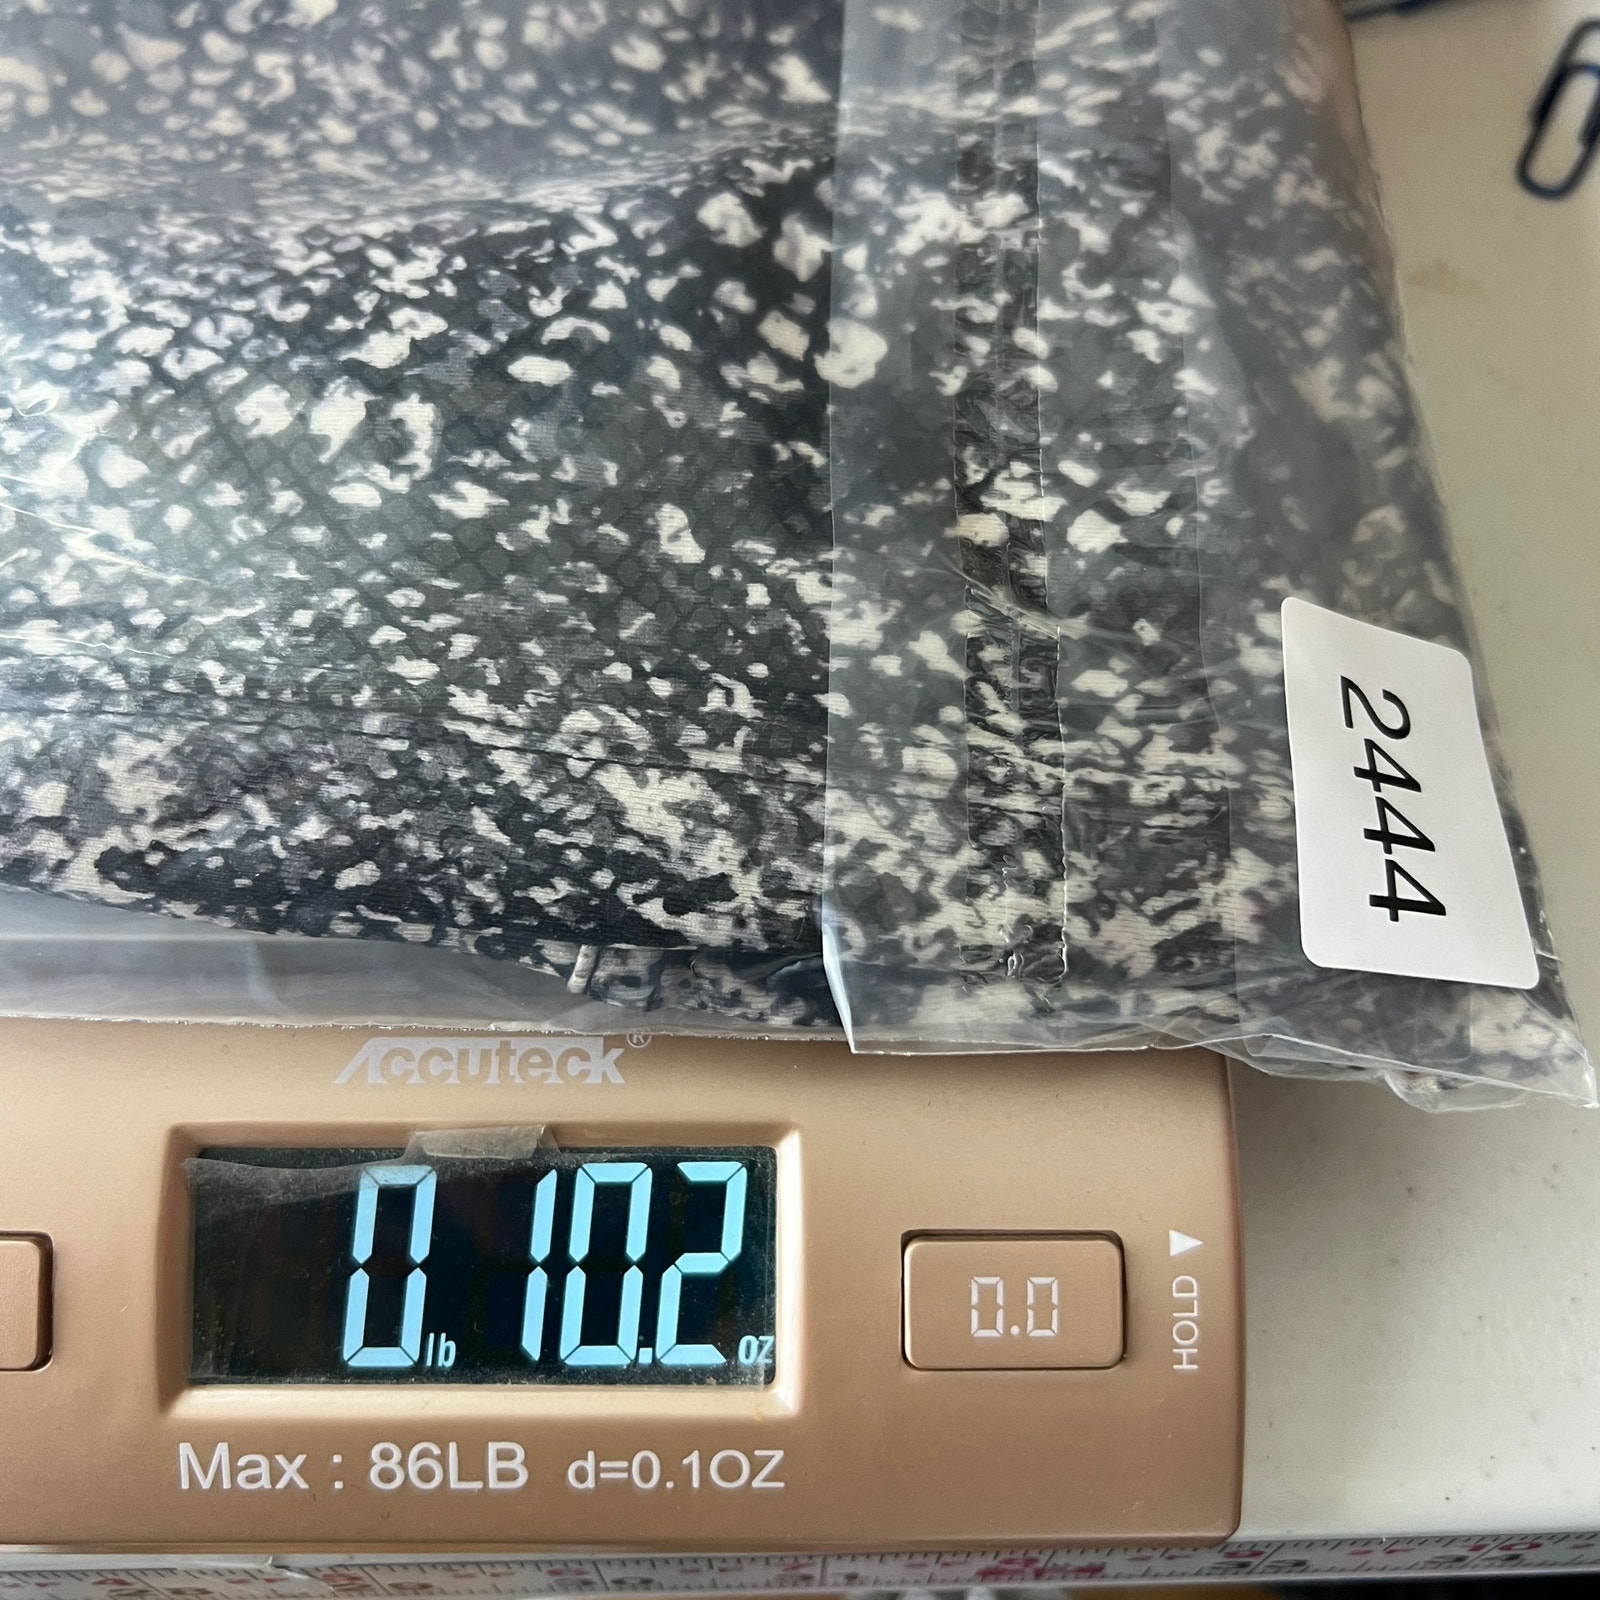 2444
Accuteck®
0 lb 10.2 oz
0.0
HOLD
Max : 86LB d=0.1OZ